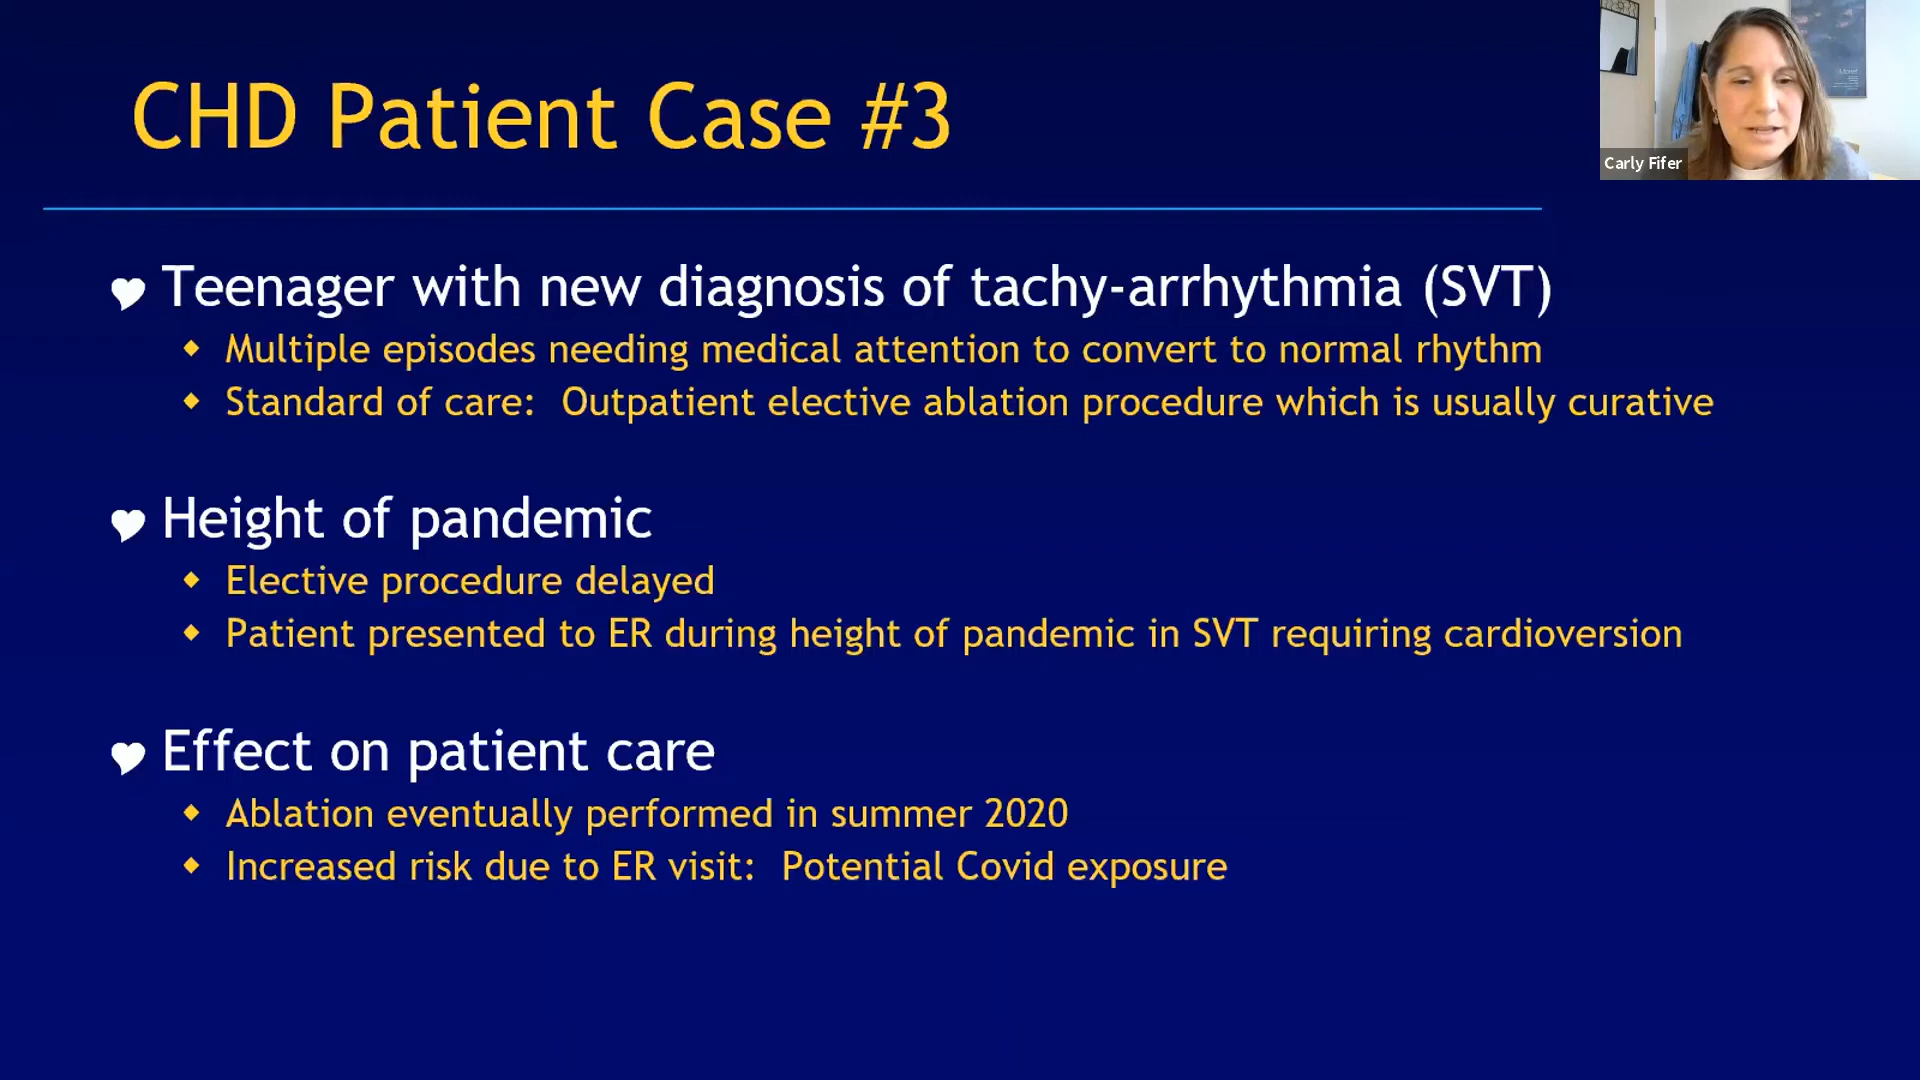 CHD Patient Case #3
Carly Fifer
Teenager with new diagnosis of tachy-arrhythmia (SVT)
Multiple episodes needing medical attention to convert to normal rhythm
Standard of care:  Outpatient elective ablation procedure which is usually curative
Height of pandemic
Elective procedure delayed
Patient presented to ER during height of pandemic in SVT requiring cardioversion
Effect on patient care
Ablation eventually performed in summer 2020
Increased risk due to ER visit:  Potential Covid exposure